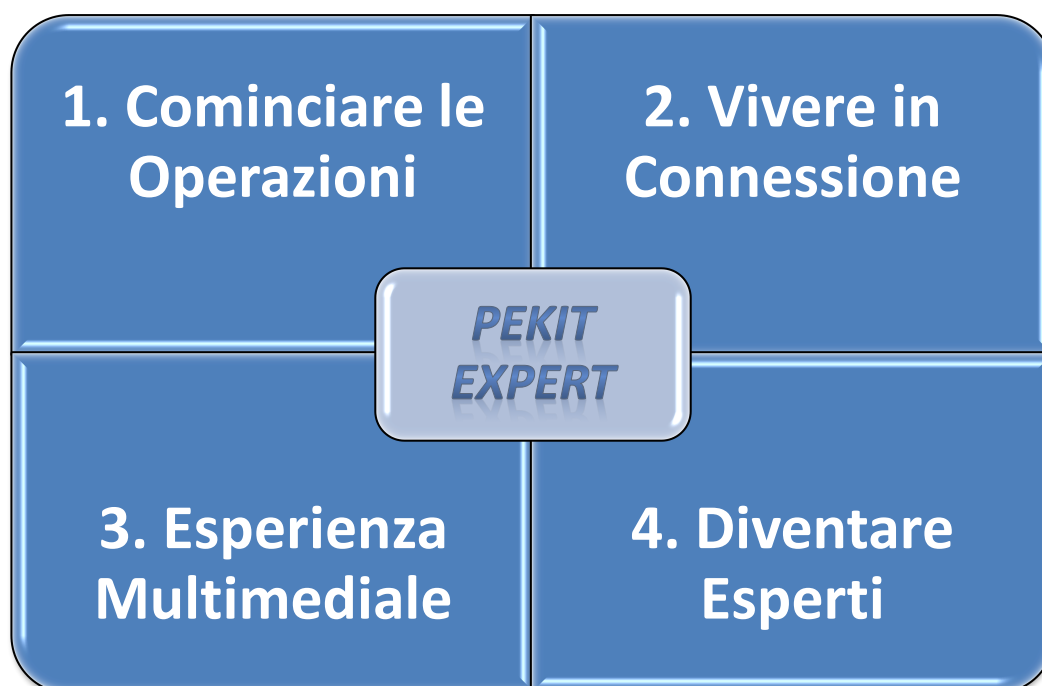 1. Cominciare le
Operazioni
2. Vivere in
Connessione
PEKIT
EXPERT
3. Esperienza
Multimediale
4. Diventare
Esperti